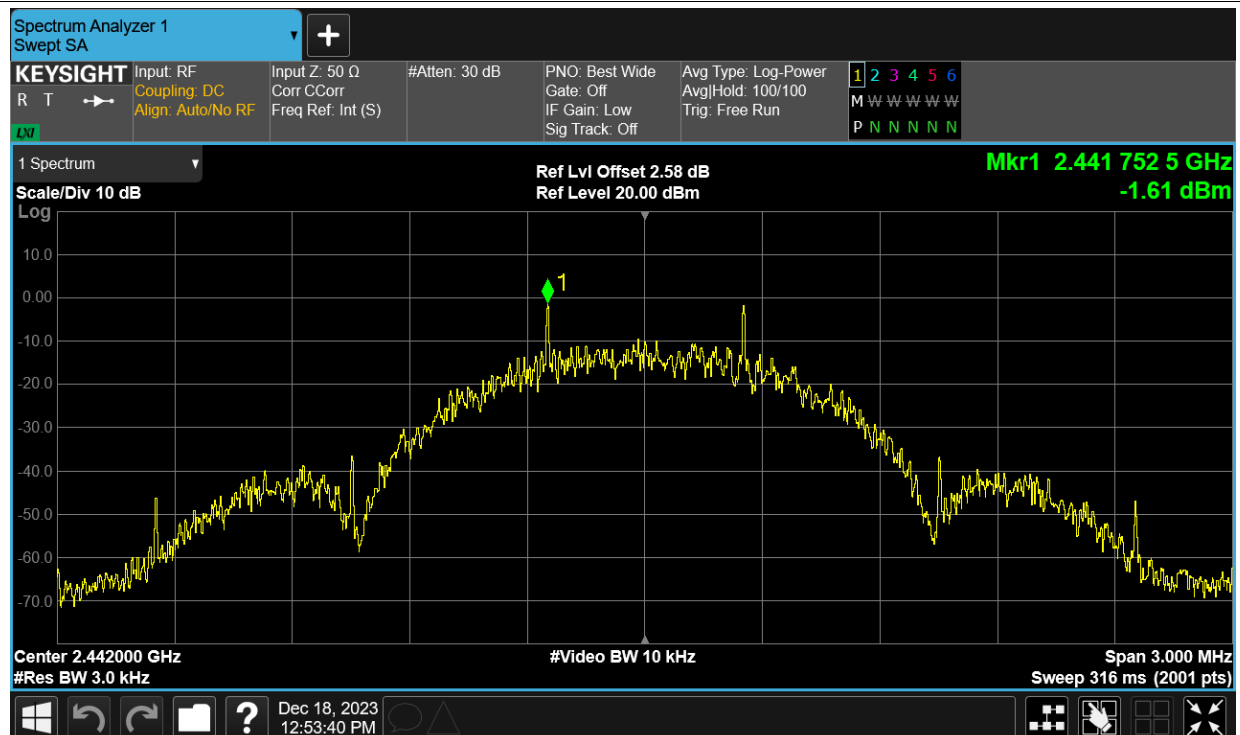 Spectrum Analyzer 1
Swept SA
+
KEYSIGHT
R T
LXI
Input: RF
Coupling: DC
Align: Auto/No RF
Input Z: 50 Ω
Corr CCorr
Freq Ref: Int (S)
#Atten: 30 dB
PNO: Best Wide
Gate: Off
IF Gain: Low
Sig Track: Off
Avg Type: Log-Power
Avg|Hold: 100/100
Trig: Free Run
1 2 3 4 5 6
M W W W W W
P N N N N N
1 Spectrum
Scale/Div 10 dB
Log
Ref Lvl Offset 2.58 dB
Ref Level 20.00 dBm
Mkr1 2.441 752 5 GHz
-1.61 dBm
10.0
0.00
-10.0
-20.0
-30.0
-40.0
-50.0
-60.0
-70.0
1
Center 2.442000 GHz
#Res BW 3.0 kHz
#Video BW 10 kHz
Span 3.000 MHz
Sweep 316 ms (2001 pts)
?
Dec 18, 2023
12:53:40 PM